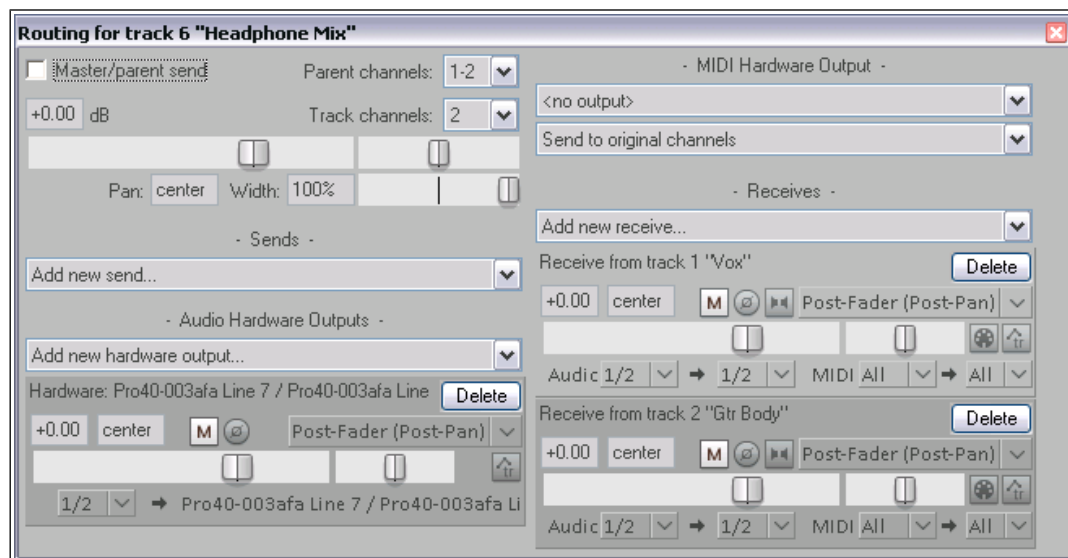 Routing for track 6 "Headphone Mix"
Master/parent send
Parent channels: 1-2
+0.00 dB
Track channels: 2
Pan: center Width: 100%
- Sends -
Add new send...
- Audio Hardware Outputs -
Add new hardware output...
Hardware: Pro40-003afa Line 7 / Pro40-003afa Line
Delete
+0.00 center M Post-Fader (Post-Pan)
tr
1/2 → Pro40-003afa Line 7 / Pro40-003afa Li
- MIDI Hardware Output -
<no output>
Send to original channels
- Receives -
Add new receive...
Receive from track 1 "Vox"
Delete
+0.00 center M Post-Fader (Post-Pan)
tr
Audic 1/2 → 1/2 MIDI All → All
Receive from track 2 "Gtr Body"
Delete
+0.00 center M Post-Fader (Post-Pan)
tr
Audic 1/2 → 1/2 MIDI All → All